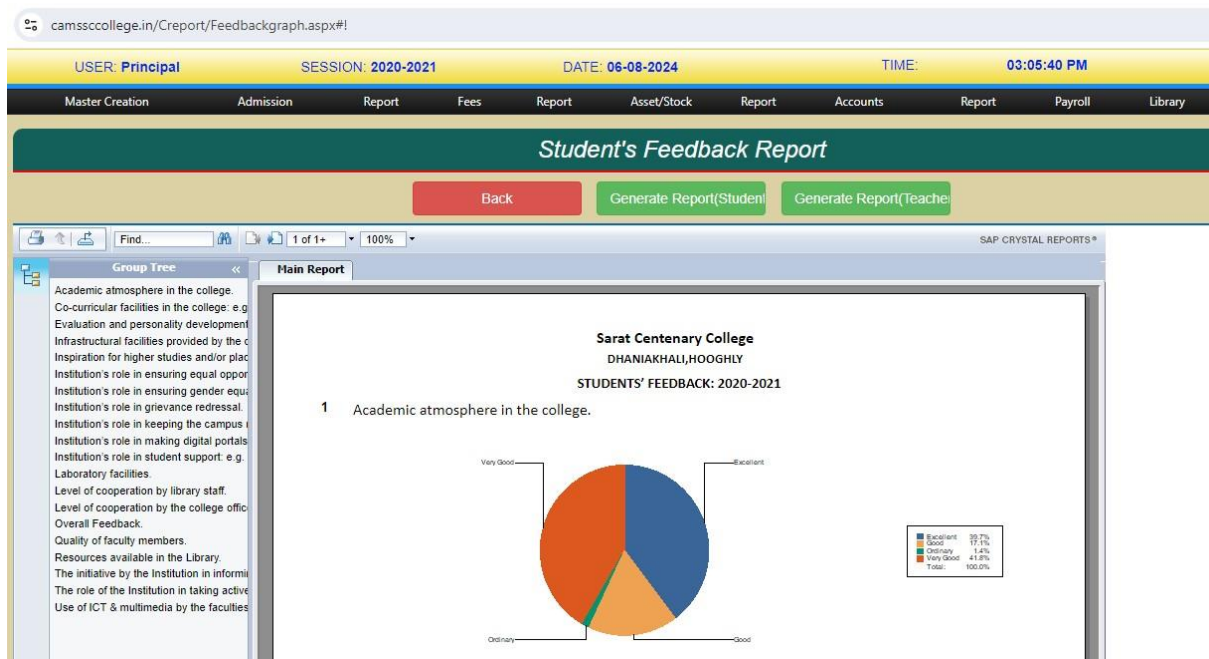 camssccollege.in/Creport/Feedbackgraph.aspx#!
USER: Principal SESSION: 2020-2021 DATE: 06-08-2024 TIME: 03:05:40 PM
Master Creation Admission Report Fees Report Asset/Stock Report Accounts Report Payroll Library
Student's Feedback Report
Back Generate Report(Student Generate Report(Teache
Find... 1 of 1+ 100% SAP CRYSTAL REPORTS®
Group Tree «
Main Report
Academic atmosphere in the college.
Co-curricular facilities in the college: e.g
Evaluation and personality development
Infrastructural facilities provided by the c
Inspiration for higher studies and/or plac
Institution's role in ensuring equal oppor
Institution's role in ensuring gender equa
Institution's role in grievance redressal.
Institution's role in keeping the campus
Institution's role in making digital portals
Institution's role in student support: e.g.
Laboratory facilities.
Level of cooperation by library staff.
Level of cooperation by the college offic
Overall Feedback.
Quality of faculty members.
Resources available in the Library.
The initiative by the Institution in informi
The role of the Institution in taking active
Use of ICT & multimedia by the faculties
Sarat Centenary College
DHANIAKHALI,HOOGHLY
STUDENTS' FEEDBACK: 2020-2021
1 Academic atmosphere in the college.
Very Good Excellent
Ordinary Good
Excellent 39.7%
Good 17.1%
Ordinary 1.4%
Very Good 41.8%
Total: 100.0%